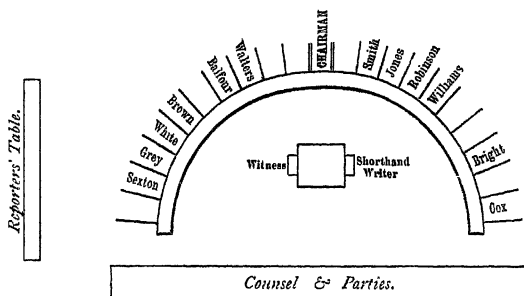 Reporters' Table.
Sexton
Grey
White
Brown
Balfour
Walters
CHAIRMAN
Smith
Jones
Robinson
Williams
Bright
Cox
Witness
Shorthand
Writer
Counsel & Parties.